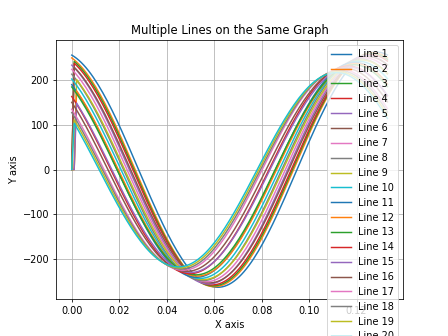 Multiple Lines on the Same Graph
Y axis
200
100
0
−100
−200
0.00
0.02
0.04
0.06
0.08
0.10
X axis
Line 1
Line 2
Line 3
Line 4
Line 5
Line 6
Line 7
Line 8
Line 9
Line 10
Line 11
Line 12
Line 13
Line 14
Line 15
Line 16
Line 17
Line 18
Line 19
Line 20